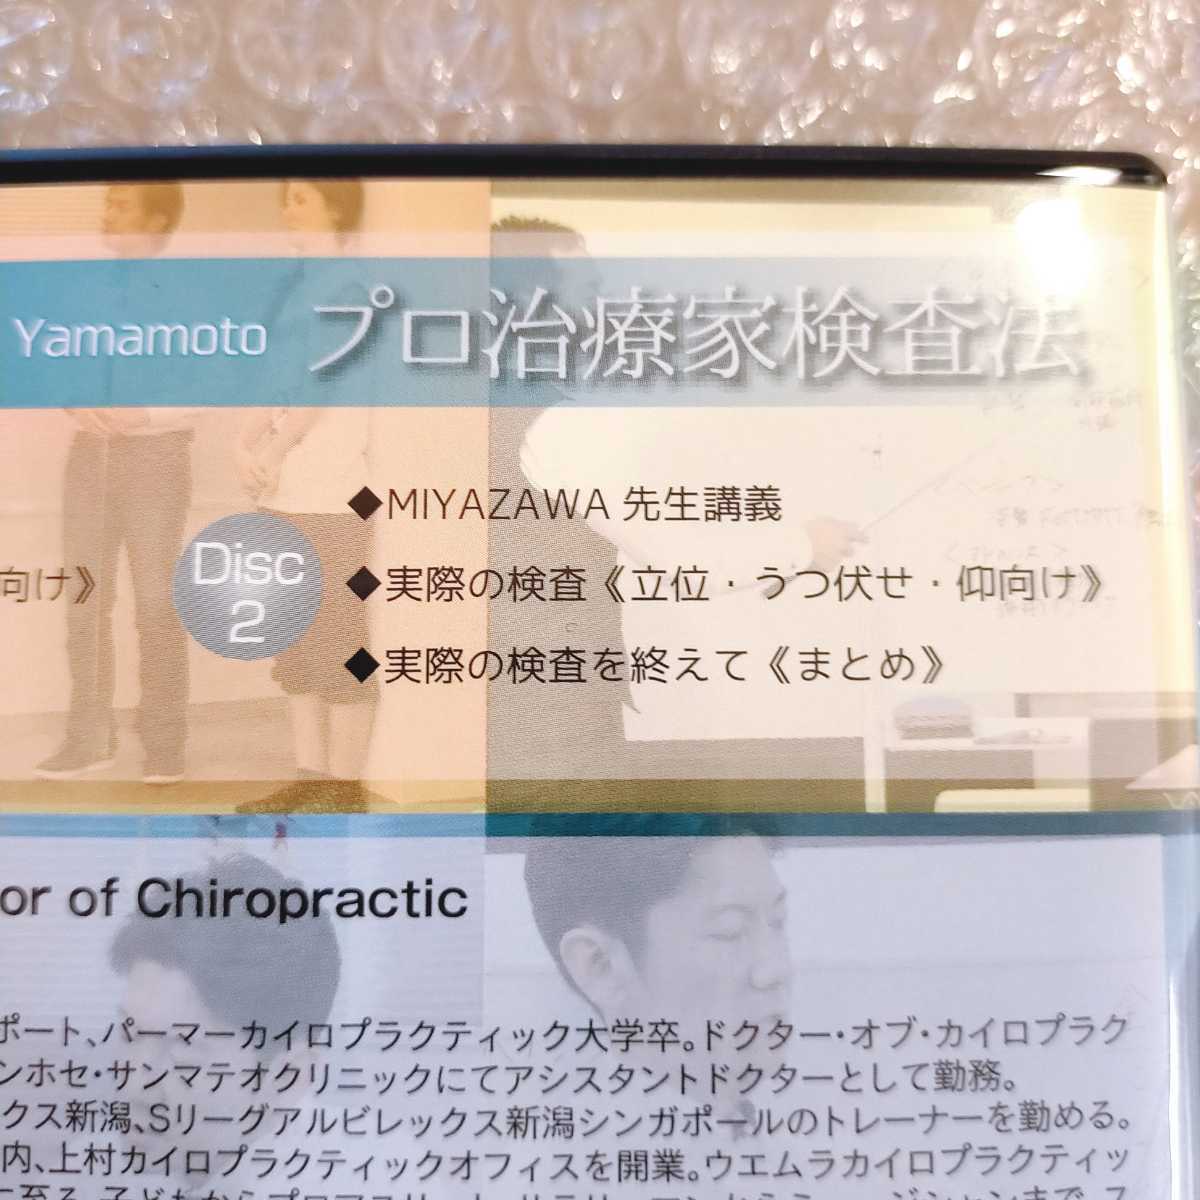 Yamamoto プロ治療家検査法
◆MIYAZAWA 先生講義
向け》
Disc
2
◆実際の検査《立位・うつ伏せ・仰向け》
◆実際の検査を終えて《まとめ》
or of Chiropractic
ポート、パーマーカイロプラクティック大学卒。ドクター・オブ・カイロプラク
ンホセ・サンマテオクリニックにてアシスタントドクターとして勤務。
ックス新潟、Sリーグアルビレックス新潟シンガポールのトレーナーを勤める。
内、上村カイロプラクティックオフィスを開業。ウエムラカイロプラクティッ